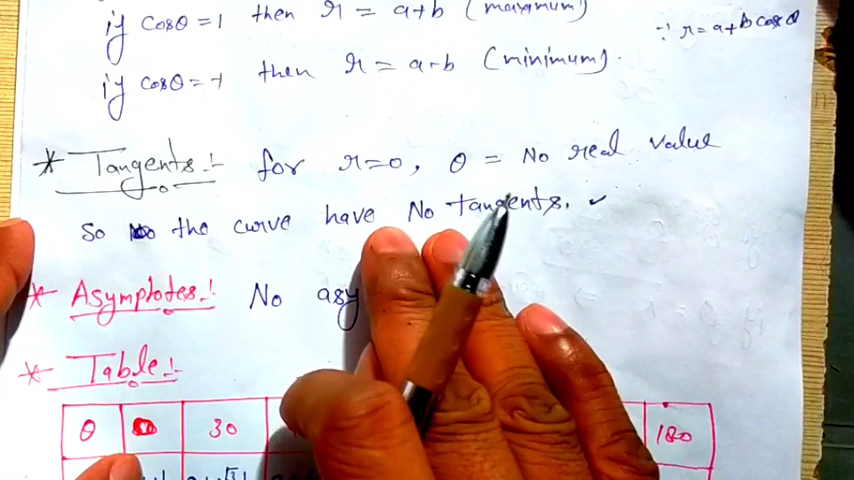 if cosθ = 1 then r = a+b (maximum)
∵ r = a+b cosθ
if cosθ = -1 then r = a-b (minimum).
* Tangents:- for r=0, θ = No real value
So the curve have No tangents. ✓
* Asymptotes:- No asy
* Table:-
θ 30 180